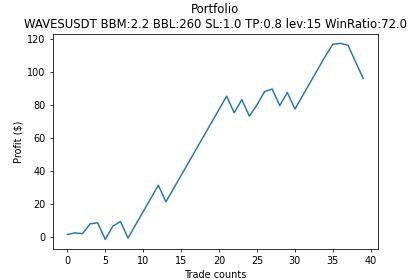 Portfolio
WAVESUSDT BBM:2.2 BBL:260 SL:1.0 TP:0.8 lev:15 WinRatio:72.0
120
100
80
60
40
20
0
Profit ($)
0 5 10 15 20 25 30 35 40
Trade counts